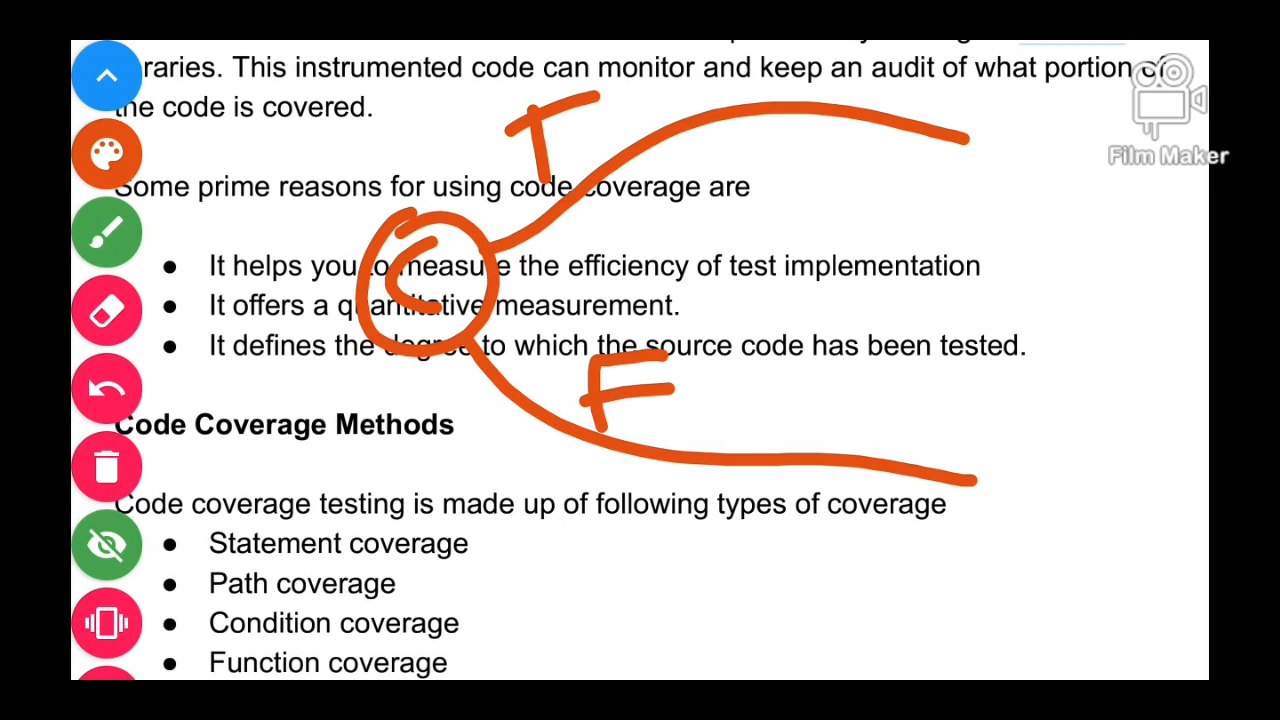 raries. This instrumented code can monitor and keep an audit of what portion of
the code is covered.
Film Maker
T
Some prime reasons for using code coverage are
C
● It helps you to measure the efficiency of test implementation
● It offers a quantitative measurement.
● It defines the degree to which the source code has been tested.
F
Code Coverage Methods
Code coverage testing is made up of following types of coverage
● Statement coverage
● Path coverage
● Condition coverage
● Function coverage